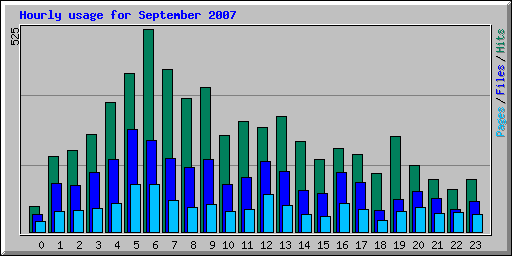 Hourly usage for September 2007
525
Pages / Files / Hits
0 1 2 3 4 5 6 7 8 9 10 11 12 13 14 15 16 17 18 19 20 21 22 23